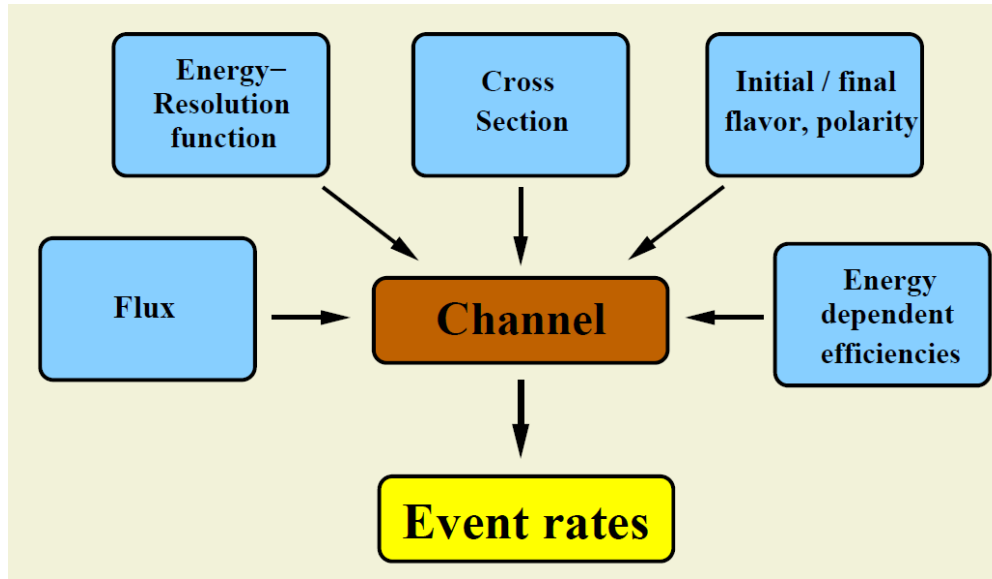 Energy−
Resolution
function
Cross
Section
Initial / final
flavor, polarity
Flux
Channel
Energy
dependent
efficiencies
Event rates